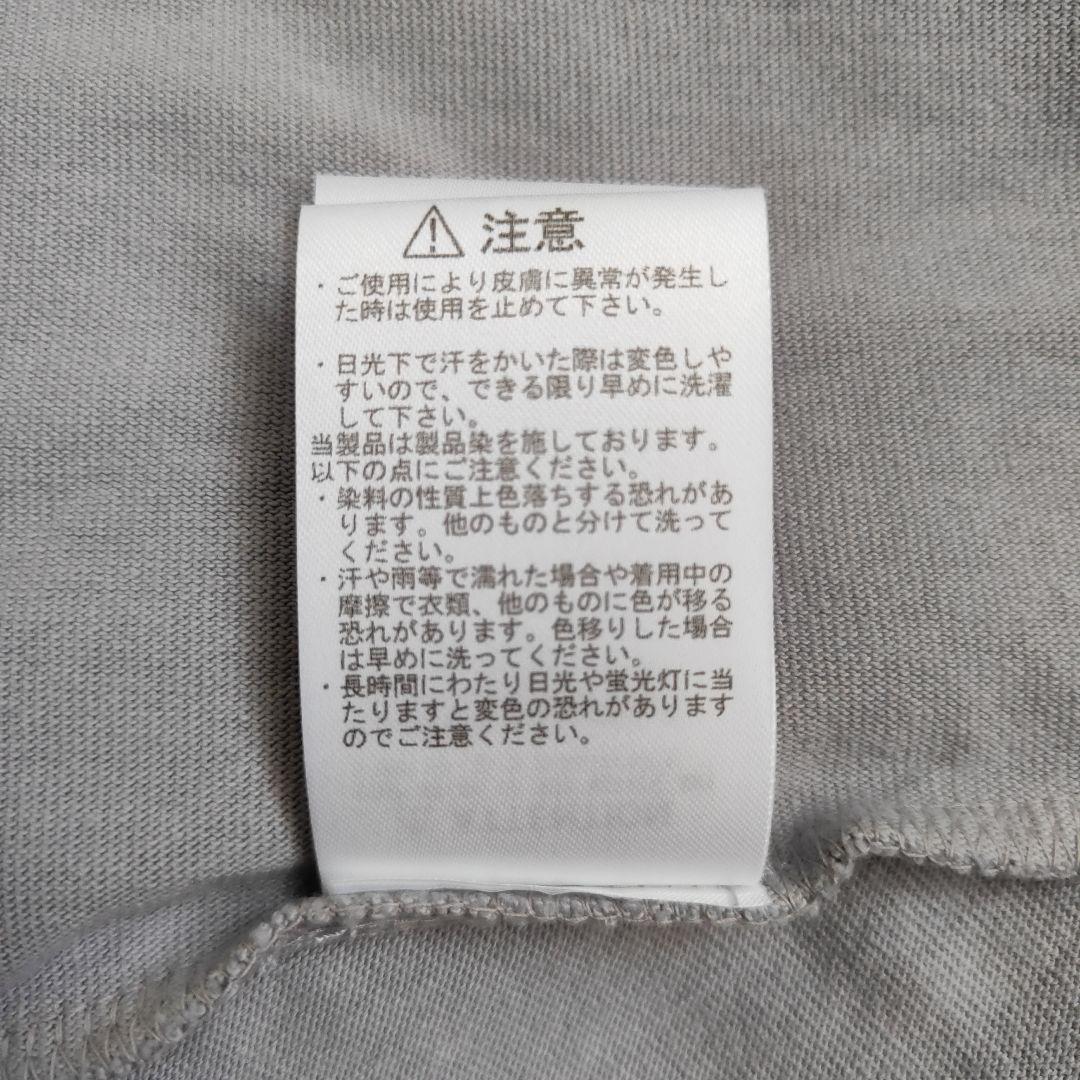 注意
・ご使用により皮膚に異常が発生し
た時は使用を止めて下さい。
・日光下で汗をかいた際は変色しや
すいので、できる限り早めに洗濯
して下さい。
当製品は製品染を施しております。
以下の点にご注意ください。
・染料の性質上色落ちする恐れがあ
ります。他のものと分けて洗って
ください。
・汗や雨等で濡れた場合や着用中の
摩擦で衣類、他のものに色が移る
恐れがあります。色移りした場合
は早めに洗ってください。
・長時間にわたり日光や蛍光灯に当
たりますと変色の恐れがあります
のでご注意ください。